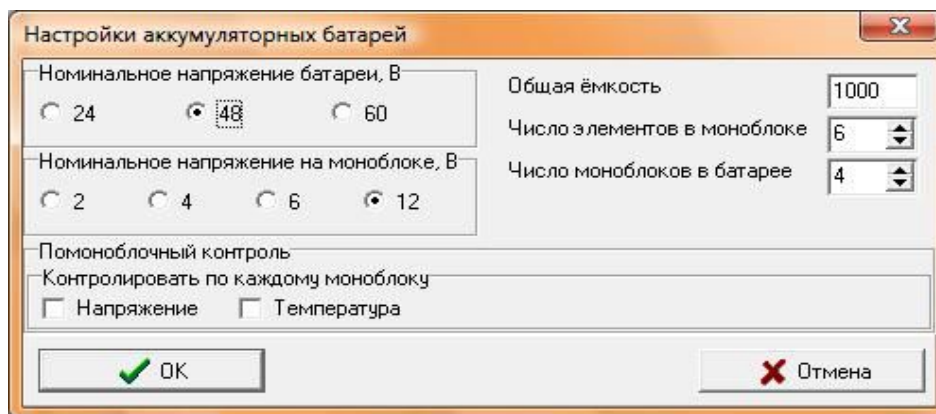 Настройки аккумуляторных батарей
Номинальное напряжение батареи, В
24 48 60
Номинальное напряжение на моноблоке, В
2 4 6 12
Общая ёмкость 1000
Число элементов в моноблоке 6
Число моноблоков в батарее 4
Помоноблочный контроль
Контролировать по каждому моноблоку
Напряжение Температура
OK Отмена